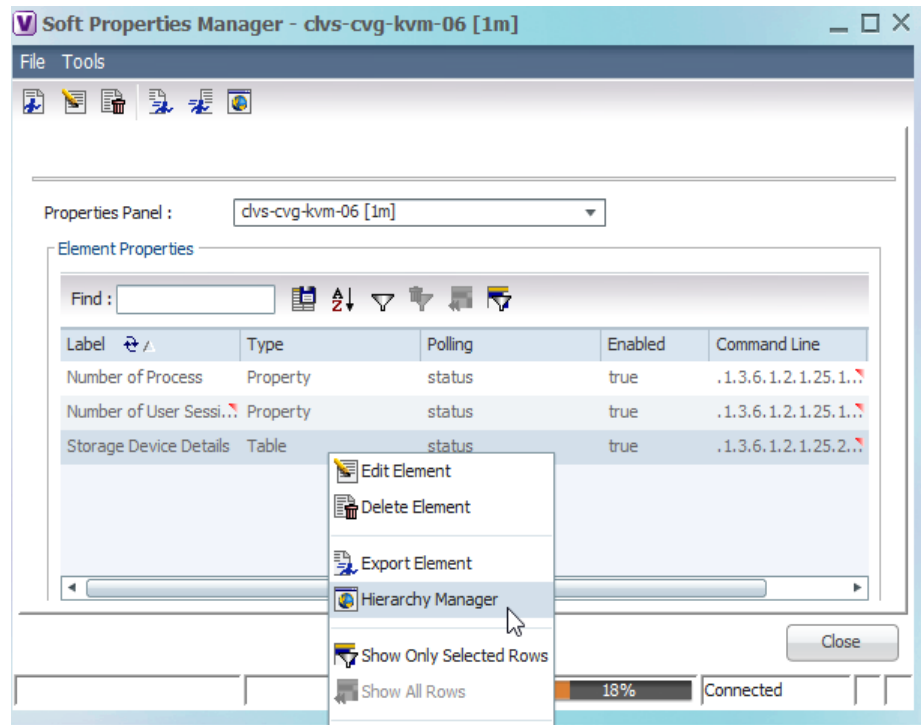 Soft Properties Manager - clvs-cvg-kvm-06 [1m]
File Tools
Properties Panel : clvs-cvg-kvm-06 [1m]
Element Properties
Find :
Label Type Polling Enabled Command Line
Number of Process Property status true .1.3.6.1.2.1.25.1...
Number of User Sessi... Property status true .1.3.6.1.2.1.25.1...
Storage Device Details Table status true .1.3.6.1.2.1.25.2...
Edit Element
Delete Element
Export Element
Hierarchy Manager
Show Only Selected Rows
Close
Show All Rows
18% Connected